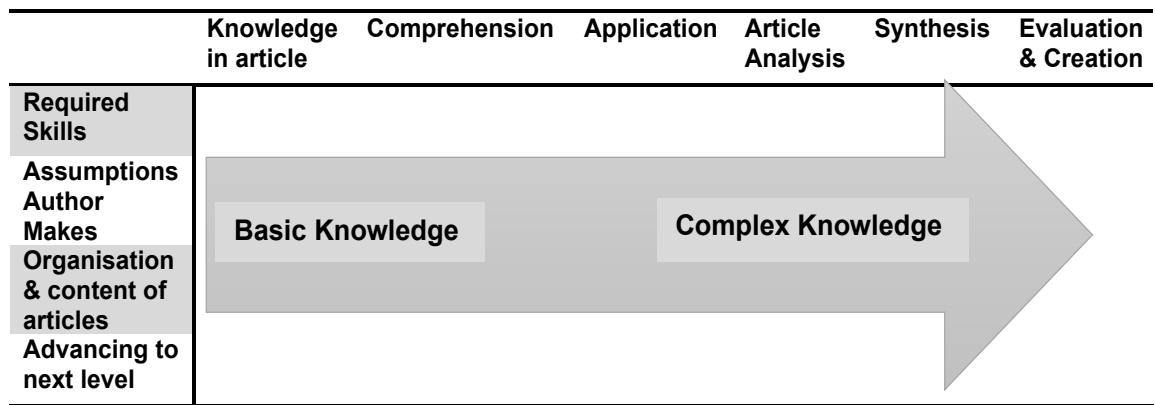 Knowledge in article
Comprehension
Application
Article Analysis
Synthesis
Evaluation & Creation
Required
Skills
Assumptions
Author
Makes
Basic Knowledge
Complex Knowledge
Organisation
& content of
articles
Advancing to
next level